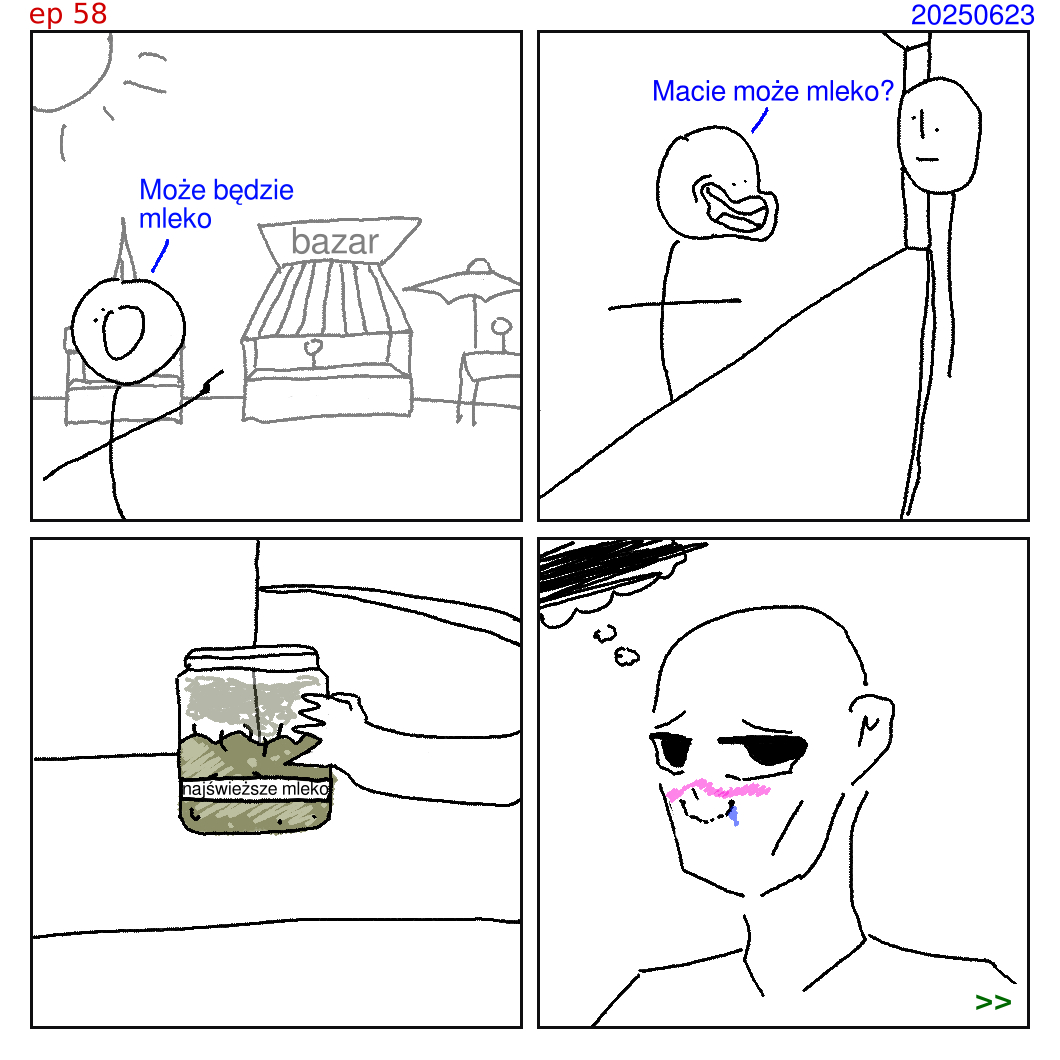 ep 58
20250623
Może będzie
mleko
bazar
Macie może mleko?
najświeższe mleko
>>